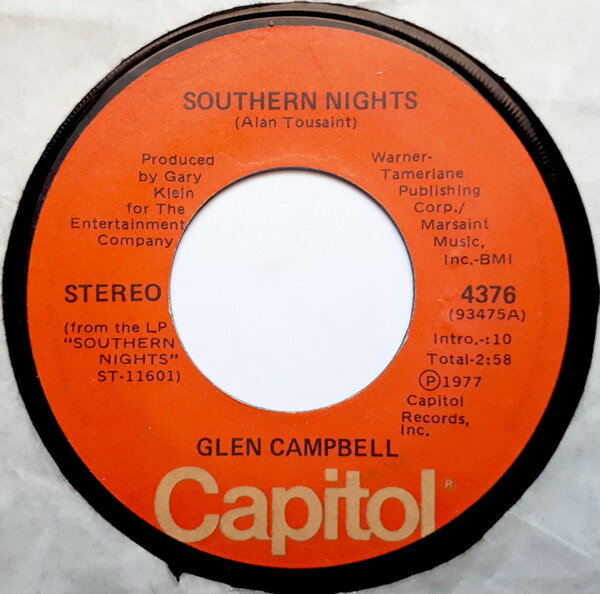 SOUTHERN NIGHTS
(Alan Tousaint)
Produced
by Gary
Klein
for The
Entertainment
Company
Warner-
Tamerlane
Publishing
Corp./
Marsaint
Music,
Inc.-BMI
STEREO
(from the LP
"SOUTHERN
NIGHTS"
ST-11601)
4376
(93475A)
Intro.-:10
Total-2:58
Ⓟ1977
Capitol
Records,
Inc.
GLEN CAMPBELL
Capitol®